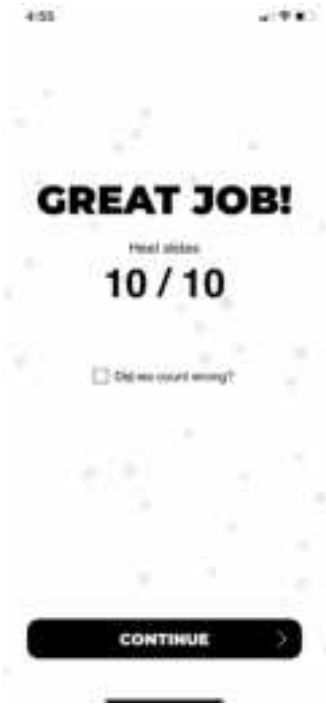 4:55
GREAT JOB!
Heel slides
10 / 10
Did we count wrong?
CONTINUE